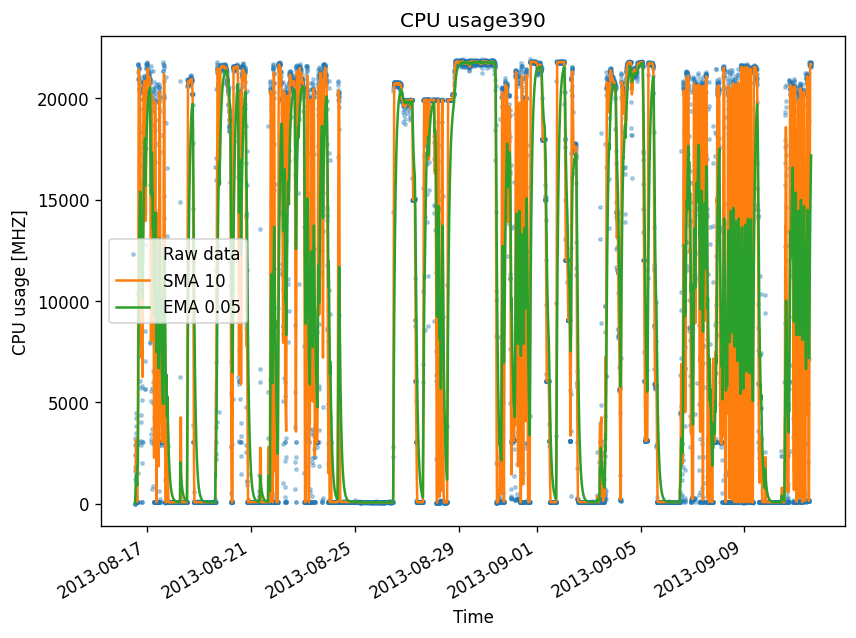 CPU usage390
CPU usage [MHZ]
20000
15000
10000
5000
0
Raw data
SMA 10
EMA 0.05
2013-08-17
2013-08-21
2013-08-25
2013-08-29
2013-09-01
2013-09-05
2013-09-09
Time